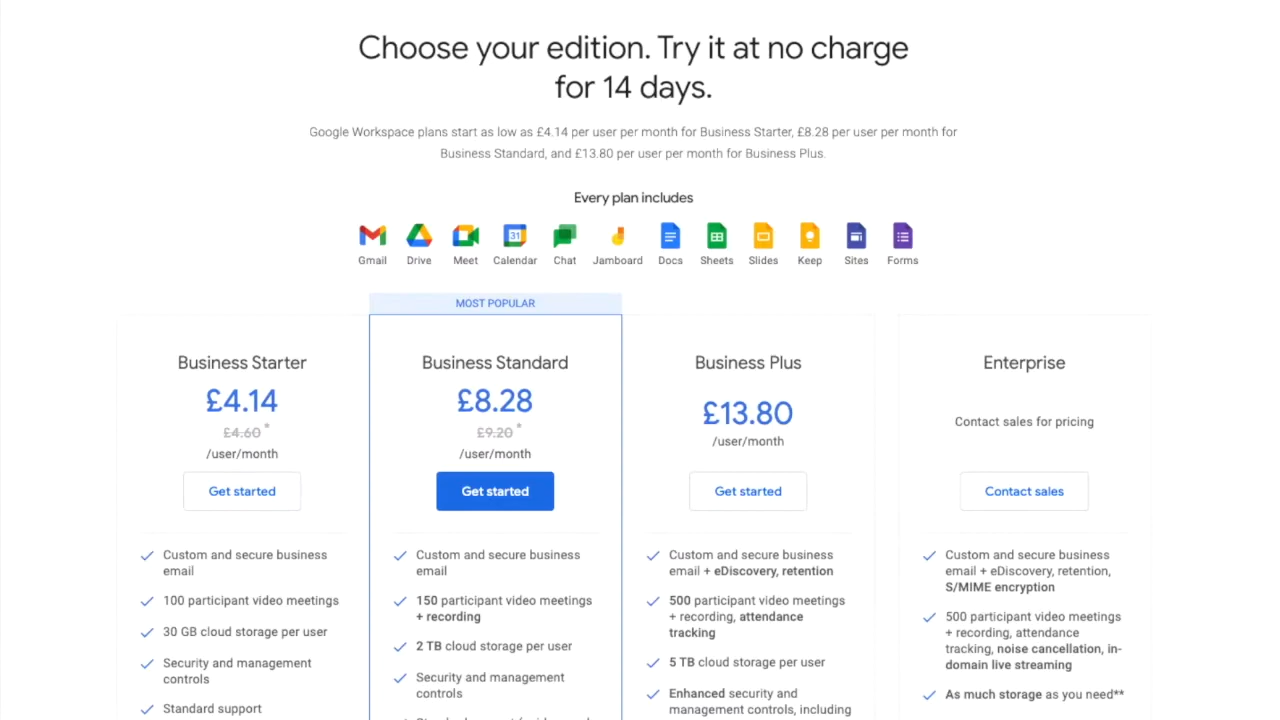 Choose your edition. Try it at no charge
for 14 days.
Google Workspace plans start as low as £4.14 per user per month for Business Starter, £8.28 per user per month for
Business Standard, and £13.80 per user per month for Business Plus.
Every plan includes
31
Gmail
Drive
Meet
Calendar
Chat
Jamboard
Docs
Sheets
Slides
Keep
Sites
Forms
MOST POPULAR
Business Starter
£4.14
£4.60 *
/user/month
Get started
Custom and secure business
email
100 participant video meetings
30 GB cloud storage per user
Security and management
controls
Standard support
Business Standard
£8.28
£9.20 *
/user/month
Get started
Custom and secure business
email
150 participant video meetings
+ recording
2 TB cloud storage per user
Security and management
controls
Business Plus
£13.80
/user/month
Get started
Custom and secure business
email + eDiscovery, retention
500 participant video meetings
+ recording, attendance
tracking
5 TB cloud storage per user
Enhanced security and
management controls, including
Enterprise
Contact sales for pricing
Contact sales
Custom and secure business
email + eDiscovery, retention,
S/MIME encryption
500 participant video meetings
+ recording, attendance
tracking, noise cancellation, in-
domain live streaming
As much storage as you need**